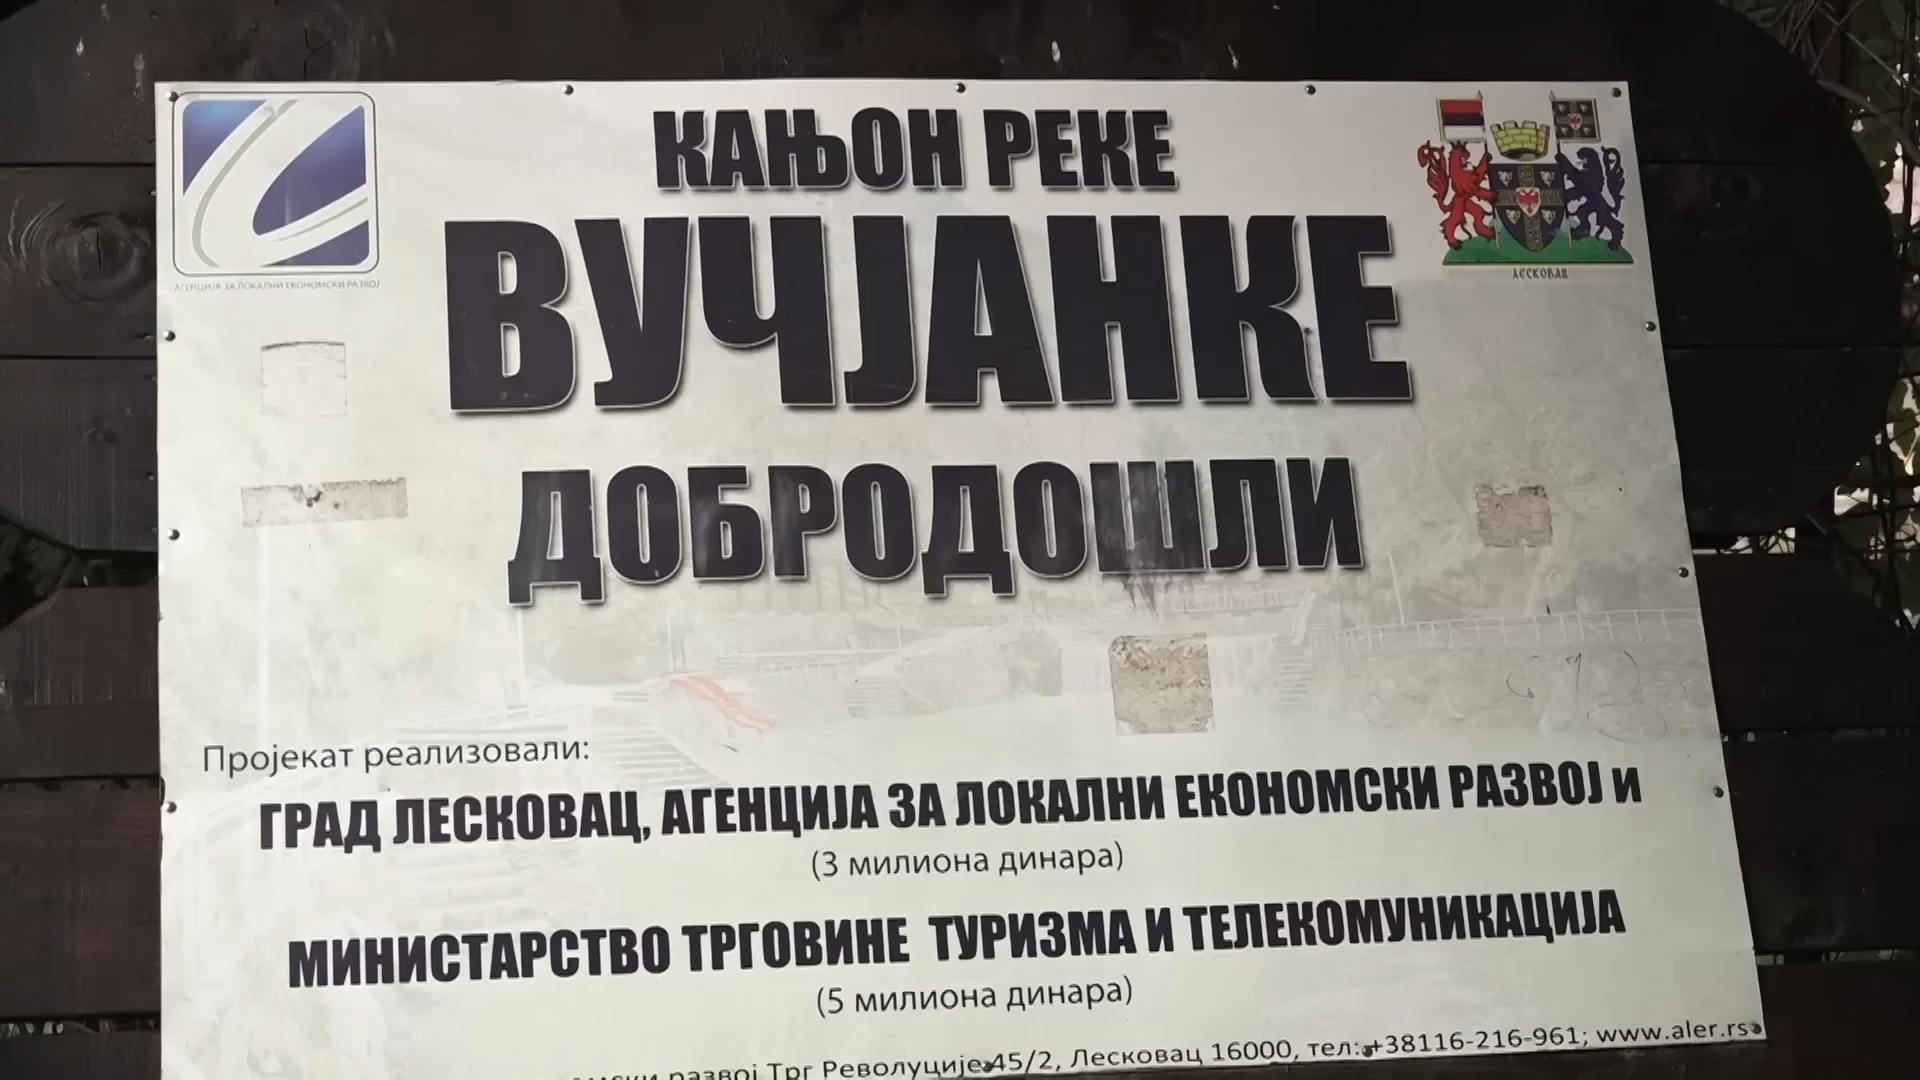 КАЊОН РЕКЕ
ВУЧЈАНКЕ
ДОБРОДОШЛИ
АГЕНЦИЈА ЗА ЛОКАЛНИ ЕКОНОМСКИ РАЗВОЈ
ЛЕСКОВАЦ
Пројекат реализовали:
ГРАД ЛЕСКОВАЦ, АГЕНЦИЈА ЗА ЛОКАЛНИ ЕКОНОМСКИ РАЗВОЈ и
(3 милиона динара)
МИНИСТАРСТВО ТРГОВИНЕ ТУРИЗМА И ТЕЛЕКОМУНИКАЦИЈА
(5 милиона динара)
развој Трг Револуције 45/2, Лесковац 16000, тел: +38116-216-961; www.aler.rs